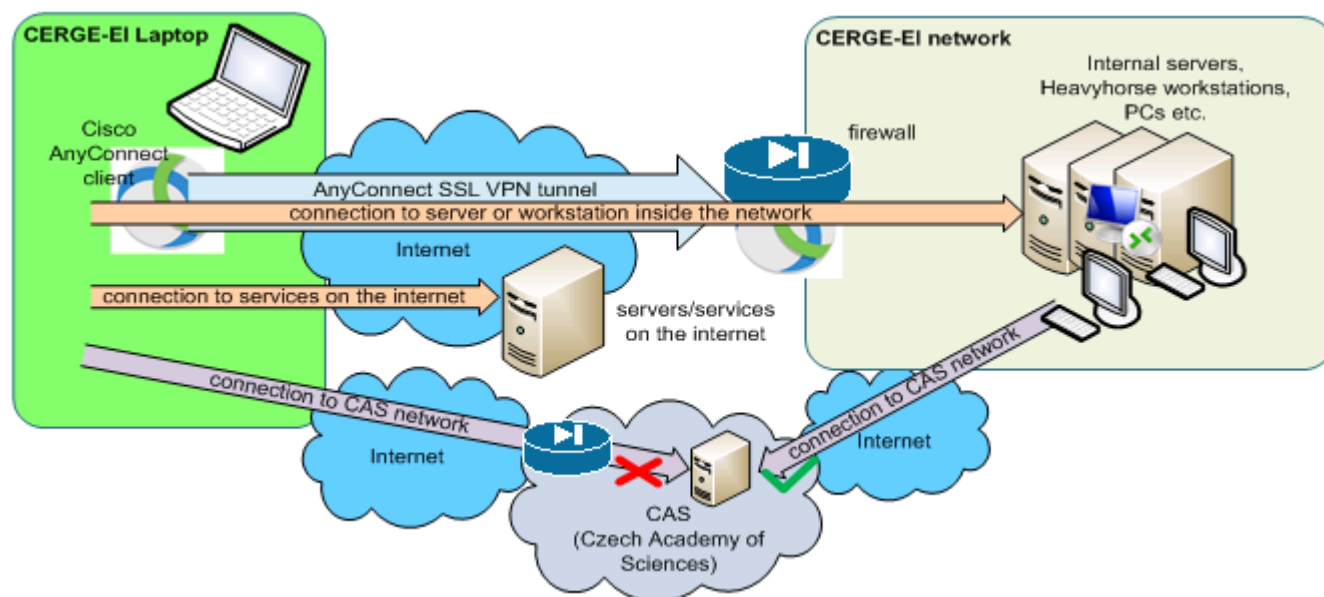 CERGE-EI Laptop
CERGE-EI network
Internal servers,
Heavyhorse workstations,
PCs etc.
Cisco
AnyConnect
client
firewall
AnyConnect SSL VPN tunnel
connection to server or workstation inside the network
Internet
connection to services on the internet
servers/services
on the internet
connection to CAS network
connection to CAS network
Internet
Internet
CAS
(Czech Academy of
Sciences)